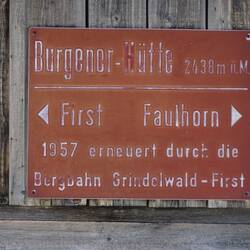 Burgener-Hütte 2438m ü.M.
◄ First Faulhorn ►
1957 erneuert durch die
Bergbahn Grindelwald-First